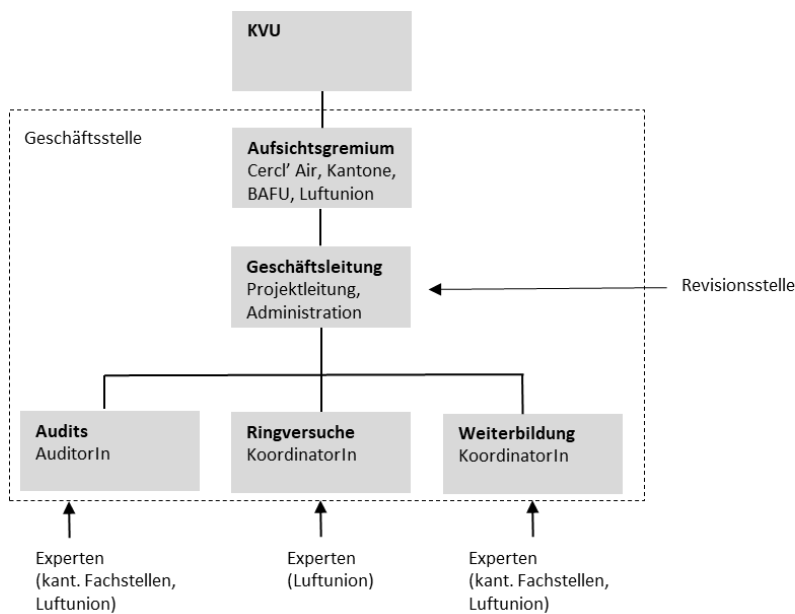 KVU
Geschäftsstelle
Aufsichtsgremium
Cercl' Air, Kantone,
BAFU, Luftunion
Geschäftsleitung
Projektleitung,
Administration
Revisionsstelle
Audits
AuditorIn
Ringversuche
KoordinatorIn
Weiterbildung
KoordinatorIn
Experten
(kant. Fachstellen,
Luftunion)
Experten
(Luftunion)
Experten
(kant. Fachstellen,
Luftunion)